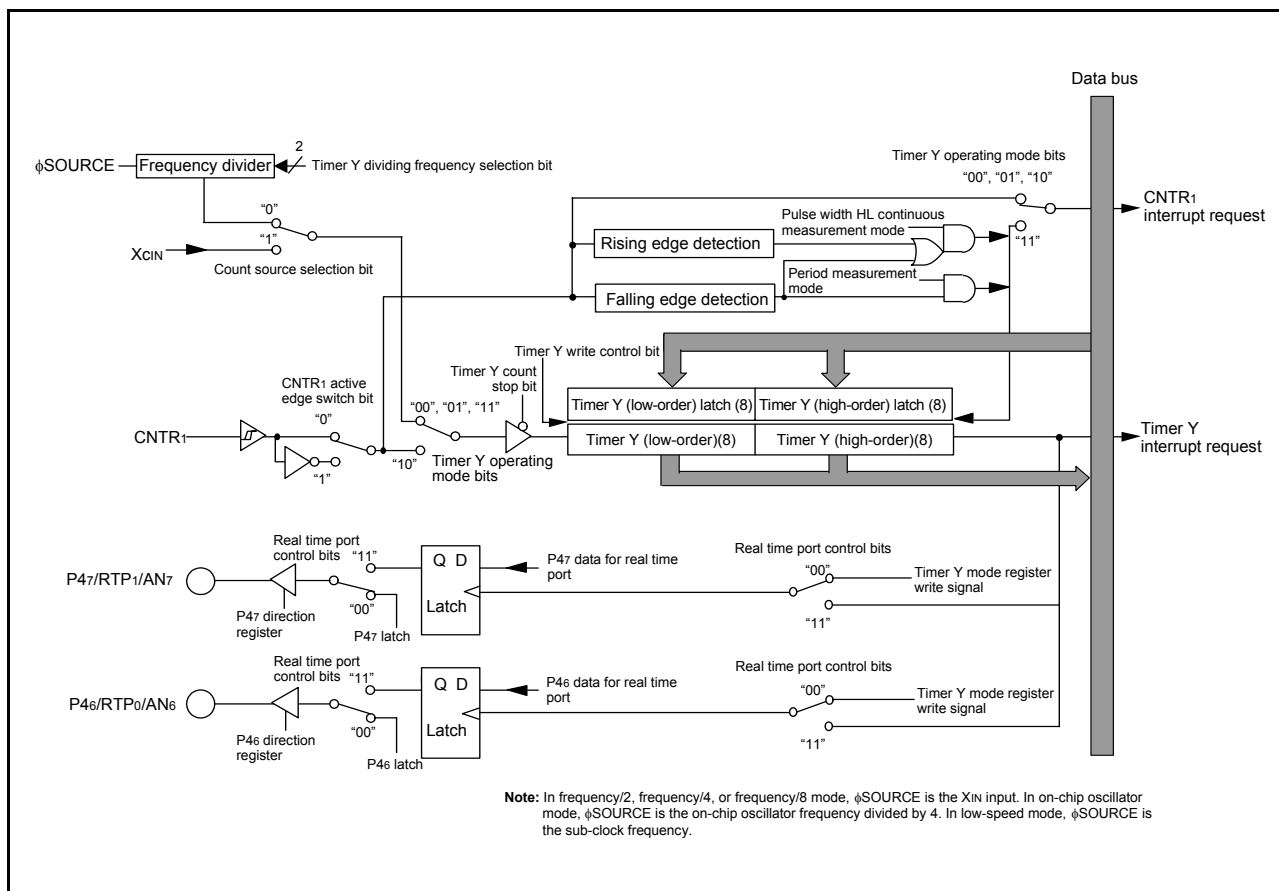 Data bus
2
φSOURCE
Frequency divider
Timer Y dividing frequency selection bit
Timer Y operating mode bits
“00”, “01”, “10”
CNTR1
interrupt request
“0”
“1”
XCIN
Count source selection bit
Pulse width HL continuous
measurement mode
“11”
Rising edge detection
Period measurement
mode
Falling edge detection
Timer Y write control bit
Timer Y count
stop bit
CNTR1 active
edge switch bit
“0”
“00”, “01”, “11”
Timer Y (low-order) latch (8)
Timer Y (high-order) latch (8)
CNTR1
Timer Y (low-order)(8)
Timer Y (high-order)(8)
Timer Y
interrupt request
“1”
“10”
Timer Y operating
mode bits
Real time port
control bits
“11”
Q D
P47 data for real time
port
Real time port control bits
“00”
Timer Y mode register
write signal
P47/RTP1/AN7
“00”
Latch
“11”
P47 direction
register
P47 latch
Real time port
control bits
“11”
Q D
P46 data for real time
port
Real time port control bits
“00”
Timer Y mode register
write signal
P46/RTP0/AN6
“00”
Latch
“11”
P46 direction
register
P46 latch
Note: In frequency/2, frequency/4, or frequency/8 mode, φSOURCE is the XIN input. In on-chip oscillator
mode, φSOURCE is the on-chip oscillator frequency divided by 4. In low-speed mode, φSOURCE is
the sub-clock frequency.